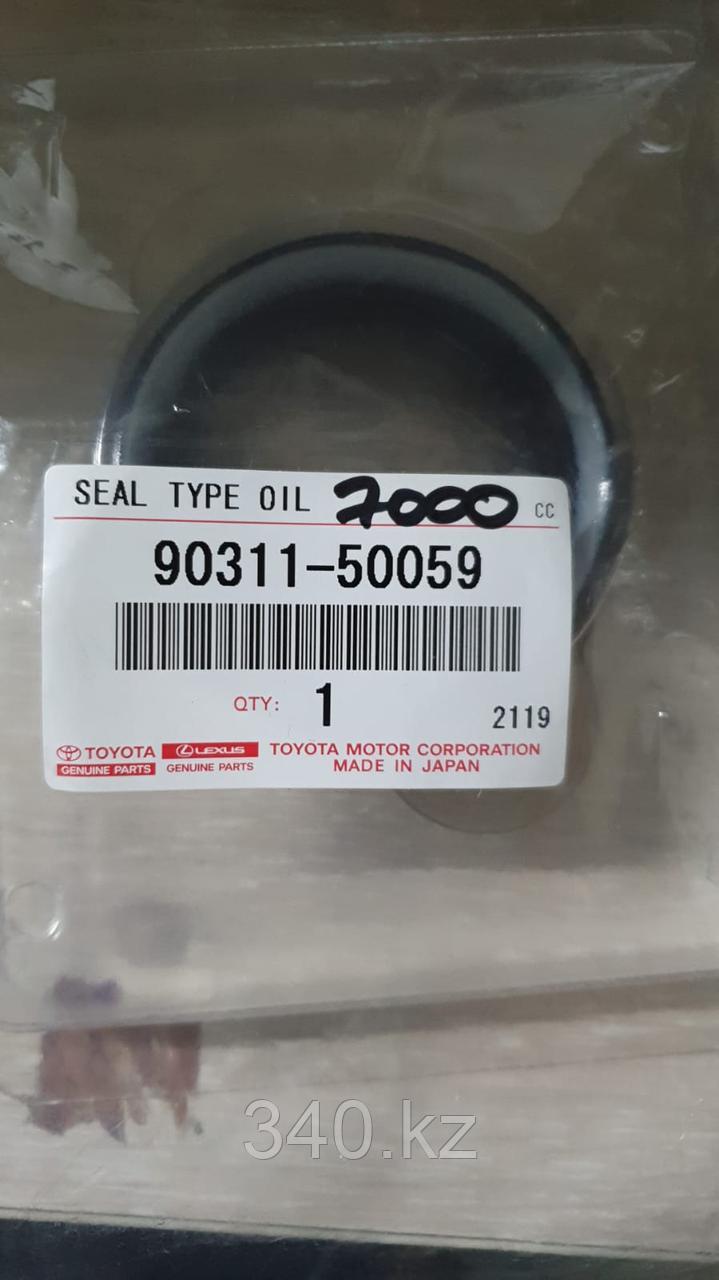 SEAL TYPE OIL 7000 CC
90311-50059
QTY: 1 2119
TOYOTA LEXUS TOYOTA MOTOR CORPORATION
GENUINE PARTS GENUINE PARTS MADE IN JAPAN
340.kz